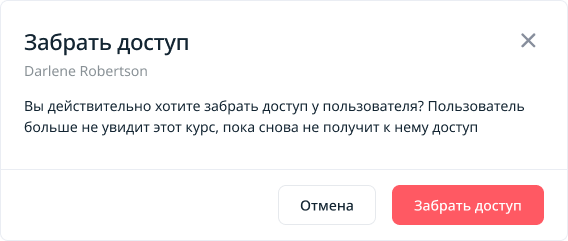 Забрать доступ
Darlene Robertson
Вы действительно хотите забрать доступ у пользователя? Пользователь
больше не увидит этот курс, пока снова не получит к нему доступ
Отмена
Забрать доступ